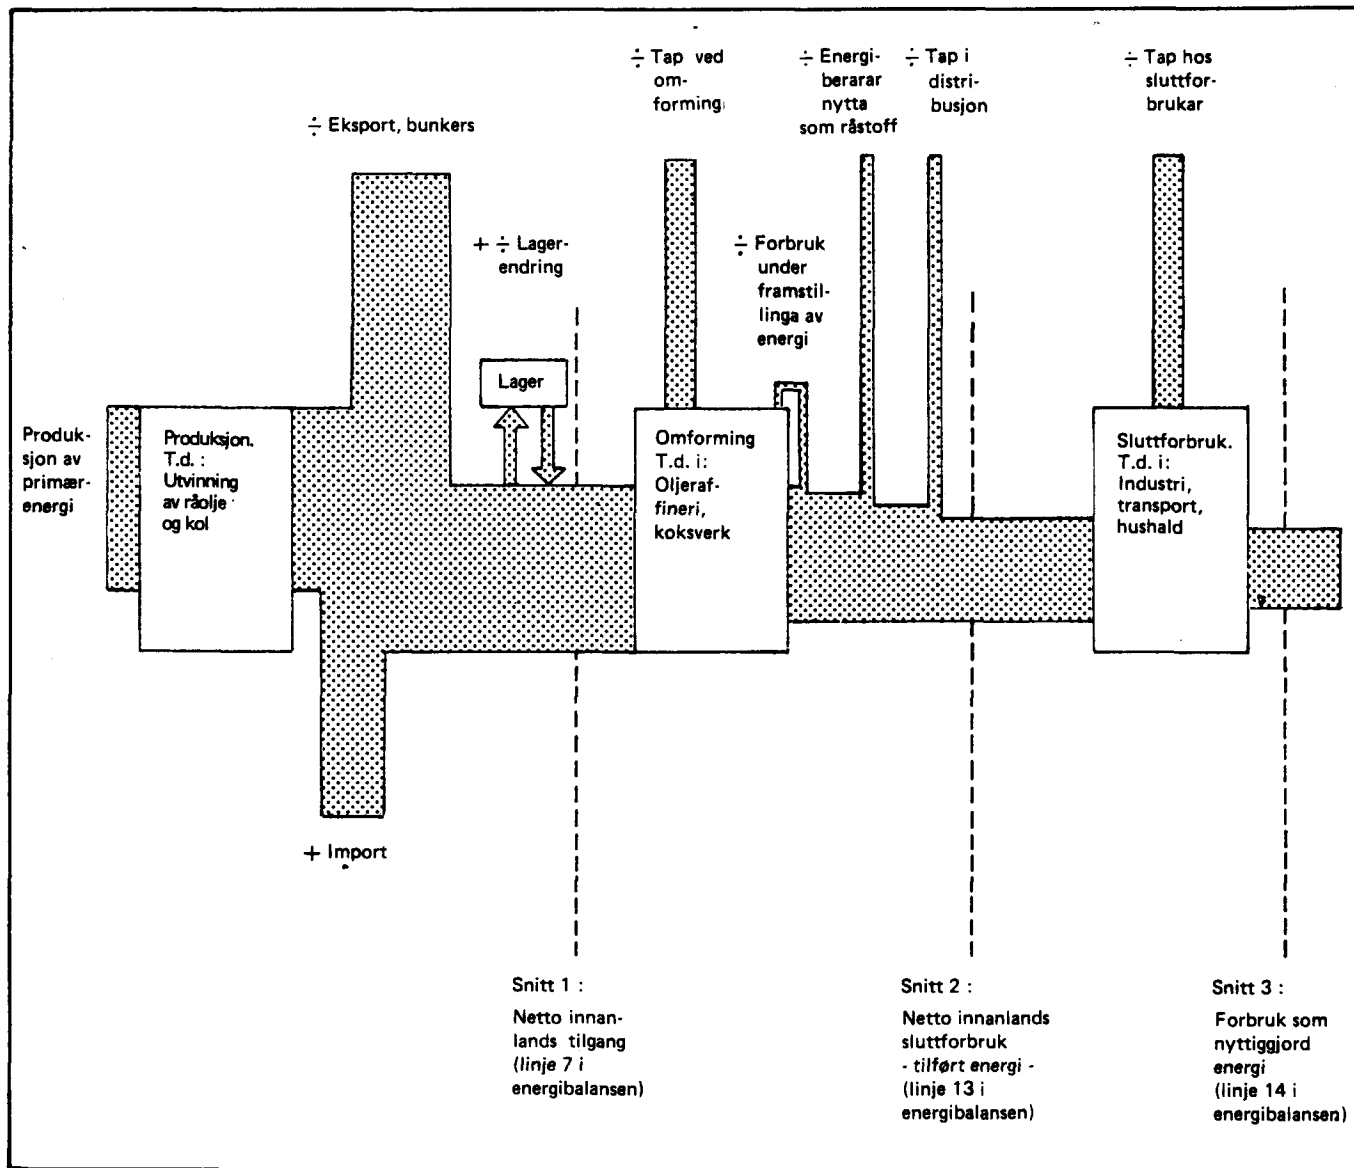 ÷ Tap ved
om-
forming
÷ Energi-
berarar
nytta
som råstoff
÷ Tap i
distri-
busjon
÷ Tap hos
sluttfor-
brukar
÷ Eksport, bunkers
+ ÷ Lager-
endring
÷ Forbruk
under
framstil-
linga av
energi
Lager
Produk-
sjon av
primær-
energi
Produksjon.
T.d. :
Utvinning
av råolje
og kol
Omforming
T.d. i:
Oljeraf-
fineri,
koksverk
Sluttforbruk.
T.d. i:
Industri,
transport,
hushald
+ Import
Snitt 1 :
Netto innan-
lands tilgang
(linje 7 i
energibalansen)
Snitt 2 :
Netto innanlands
sluttforbruk
- tilført energi -
(linje 13 i
energibalansen)
Snitt 3 :
Forbruk som
nyttiggjord
energi
(linje 14 i
energibalansen)